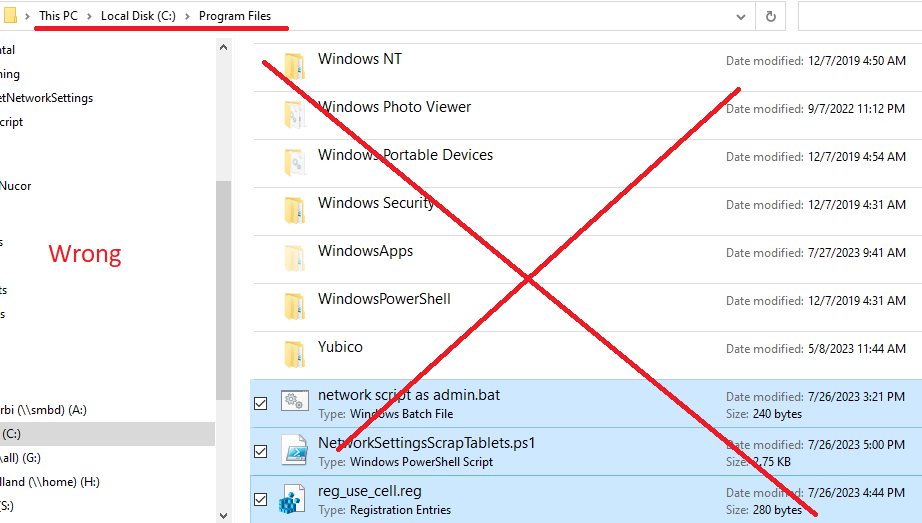 This PC > Local Disk (C:) > Program Files
ntal
ning
etNetworkSettings
cript
Nucor
s
Wrong
ts
s
rbi (\\smbd) (A:)
(C:)
\all) (G:)
lland (\\home) (H:)
(S:)
Windows NT Date modified: 12/7/2019 4:50 AM
Windows Photo Viewer Date modified: 9/7/2022 11:12 PM
Windows Portable Devices Date modified: 12/7/2019 4:54 AM
Windows Security Date modified: 12/7/2019 4:31 AM
WindowsApps Date modified: 7/27/2023 9:41 AM
WindowsPowerShell Date modified: 12/7/2019 4:31 AM
Yubico Date modified: 5/8/2023 11:44 AM
network script as admin.bat Date modified: 7/26/2023 3:21 PM
Type: Windows Batch File Size: 240 bytes
NetworkSettingsScrapTablets.ps1 Date modified: 7/26/2023 5:00 PM
Type: Windows PowerShell Script Size: 2.75 KB
reg_use_cell.reg Date modified: 7/26/2023 4:44 PM
Type: Registration Entries Size: 280 bytes